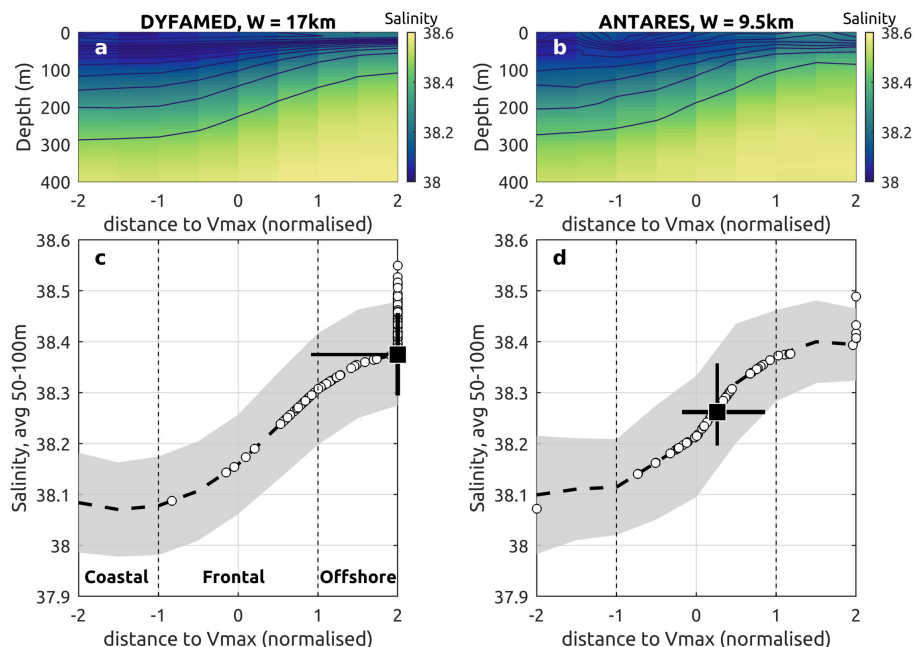 DYFAMED, W = 17km
Salinity
ANTARES, W = 9.5km
Salinity
a
b
Depth (m)
0
100
200
300
400
38.6
38.4
38.2
38
Depth (m)
0
100
200
300
400
38.6
38.4
38.2
38
-2 -1 0 1 2
-2 -1 0 1 2
distance to Vmax (normalised)
distance to Vmax (normalised)
c
d
Salinity, avg 50-100m
38.6
38.5
38.4
38.3
38.2
38.1
38
37.9
Coastal Frontal Offshore
Salinity, avg 50-100m
38.6
38.5
38.4
38.3
38.2
38.1
38
37.9
-2 -1 0 1 2
-2 -1 0 1 2
distance to Vmax (normalised)
distance to Vmax (normalised)